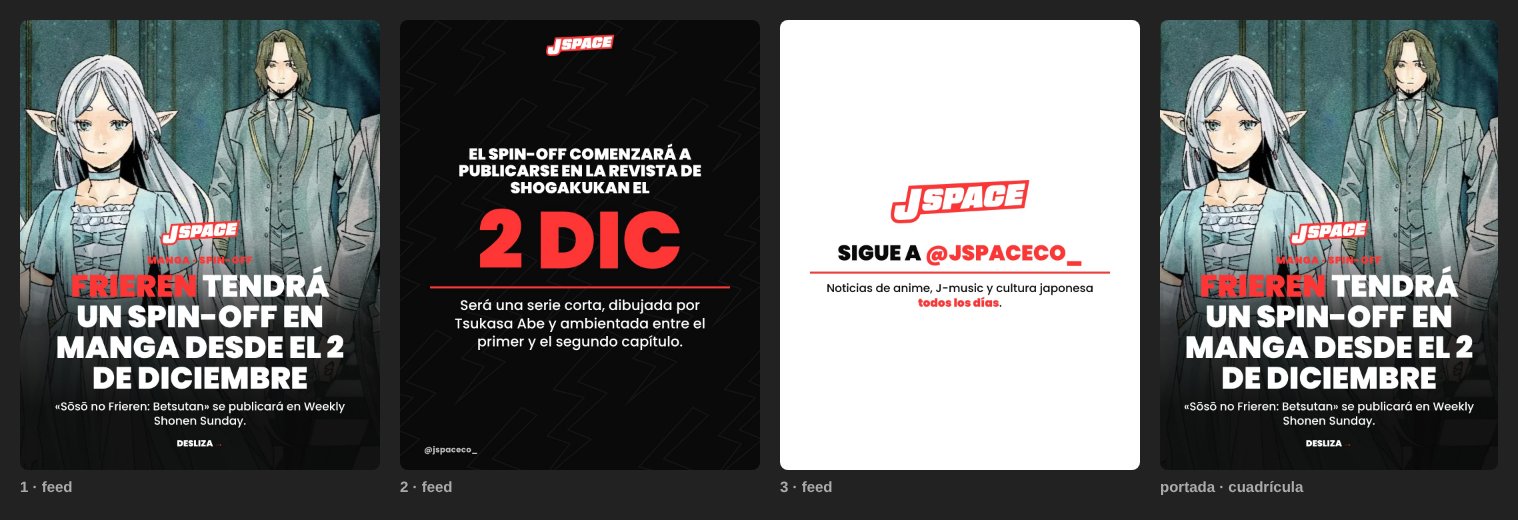 JSPACE
MANGA · SPIN-OFF
FRIEREN TENDRÁ
UN SPIN-OFF EN
MANGA DESDE EL 2
DE DICIEMBRE
«Sōsō no Frieren: Betsutan» se publicará en Weekly
Shonen Sunday.
DESLIZA →
1 · feed
JSPACE
EL SPIN-OFF COMENZARÁ A
PUBLICARSE EN LA REVISTA DE
SHOGAKUKAN EL
2 DIC
Será una serie corta, dibujada por
Tsukasa Abe y ambientada entre el
primer y el segundo capítulo.
@jspaceco_
2 · feed
JSPACE
SIGUE A @JSPACECO_
Noticias de anime, J-music y cultura japonesa
todos los días.
3 · feed
JSPACE
MANGA · SPIN-OFF
FRIEREN TENDRÁ
UN SPIN-OFF EN
MANGA DESDE EL 2
DE DICIEMBRE
«Sōsō no Frieren: Betsutan» se publicará en Weekly
Shonen Sunday.
DESLIZA →
portada · cuadrícula